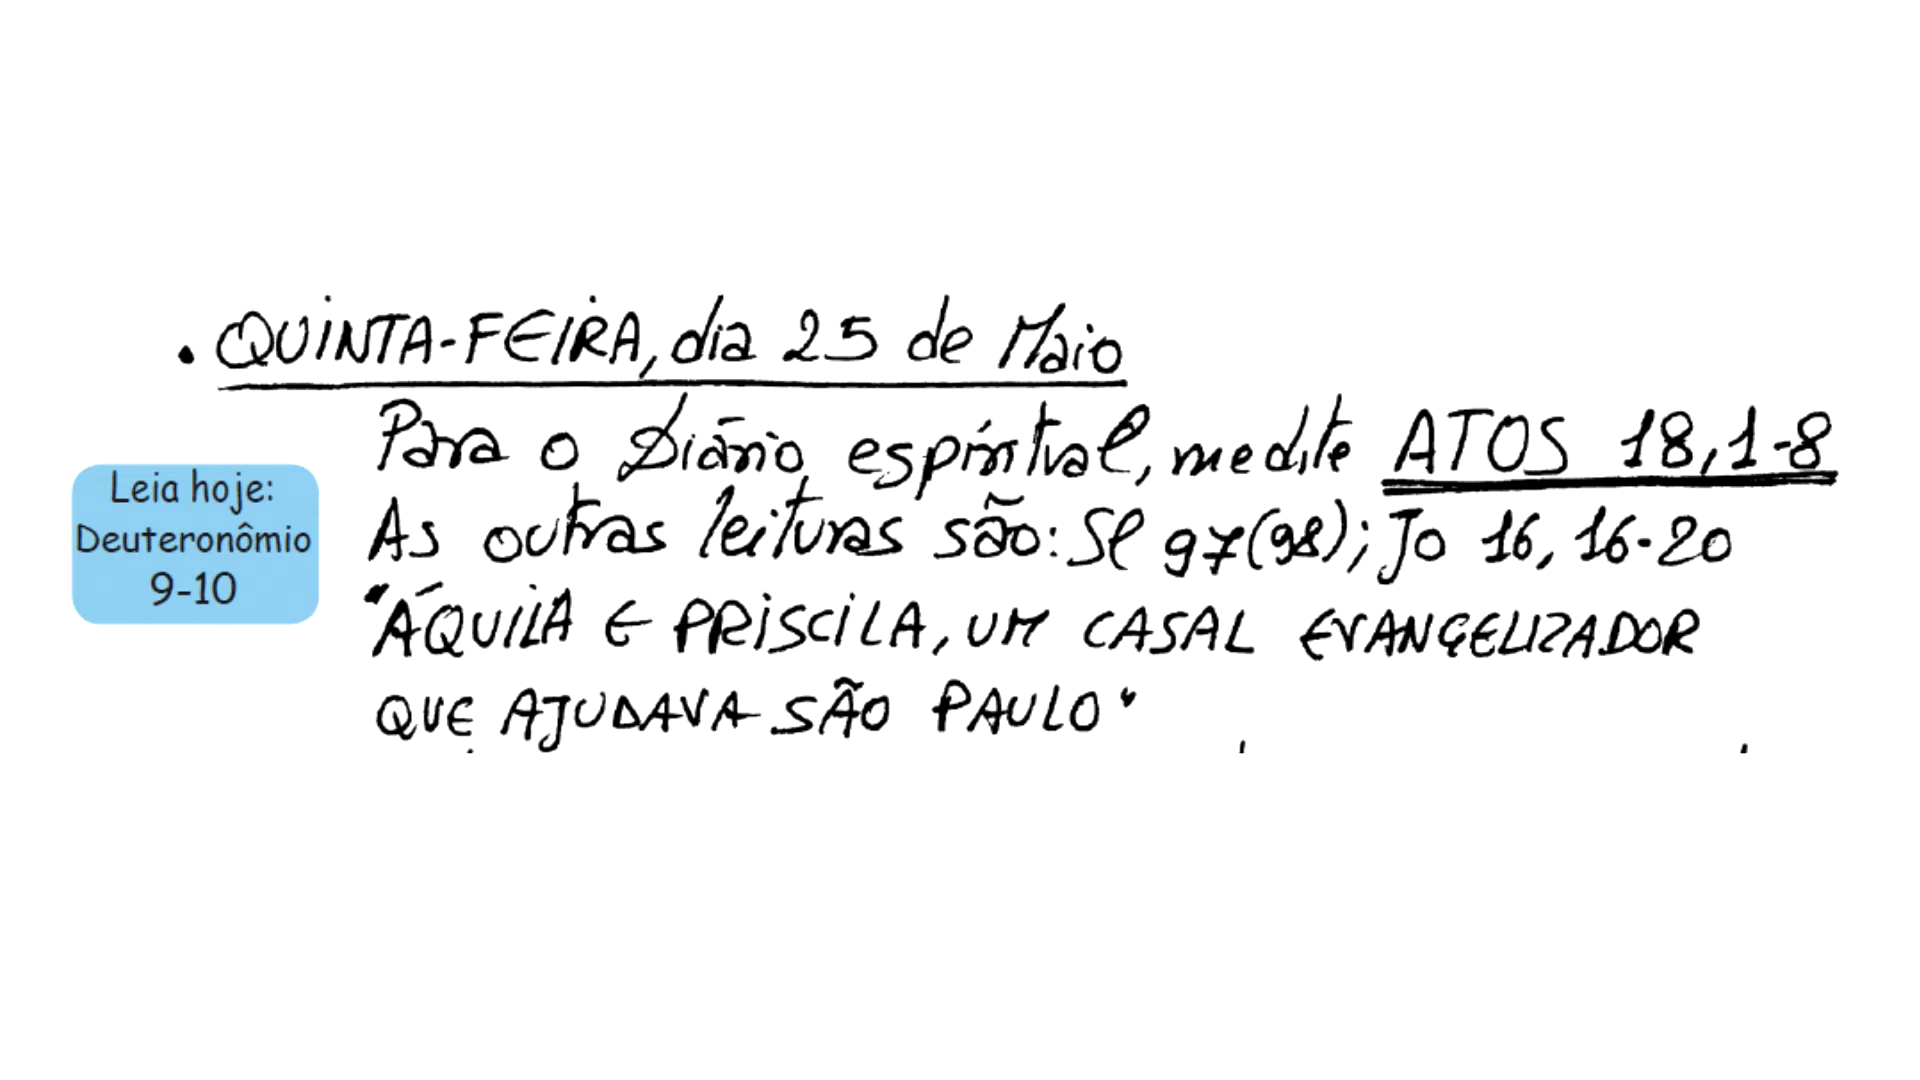 . QUINTA-FEIRA, dia 25 de Maio
Para o Diário espiritual, medite ATOS 18,1-8
As outras leituras são: Sl 97(98); Jo 16, 16-20
"ÁQUILA E PRISCILA, UM CASAL EVANGELIZADOR
QUE AJUDAVA SÃO PAULO"
Leia hoje:
Deuteronômio
9-10